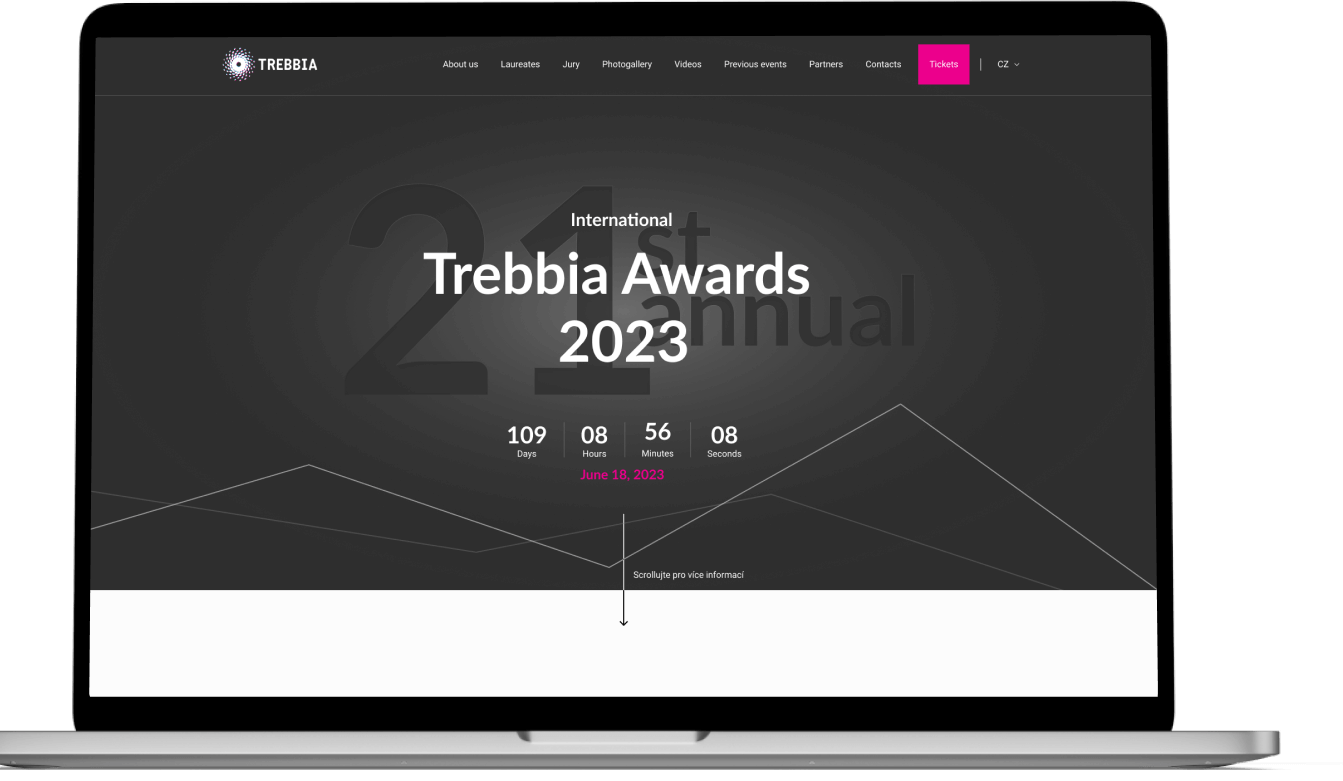 TREBBIA
About us Laureates Jury Photogallery Videos Previous events Partners Contacts Tickets | CZ
21st
annual
International
Trebbia Awards
2023
109 08 56 08
Days Hours Minutes Seconds
June 18, 2023
Scrollujte pro více informací